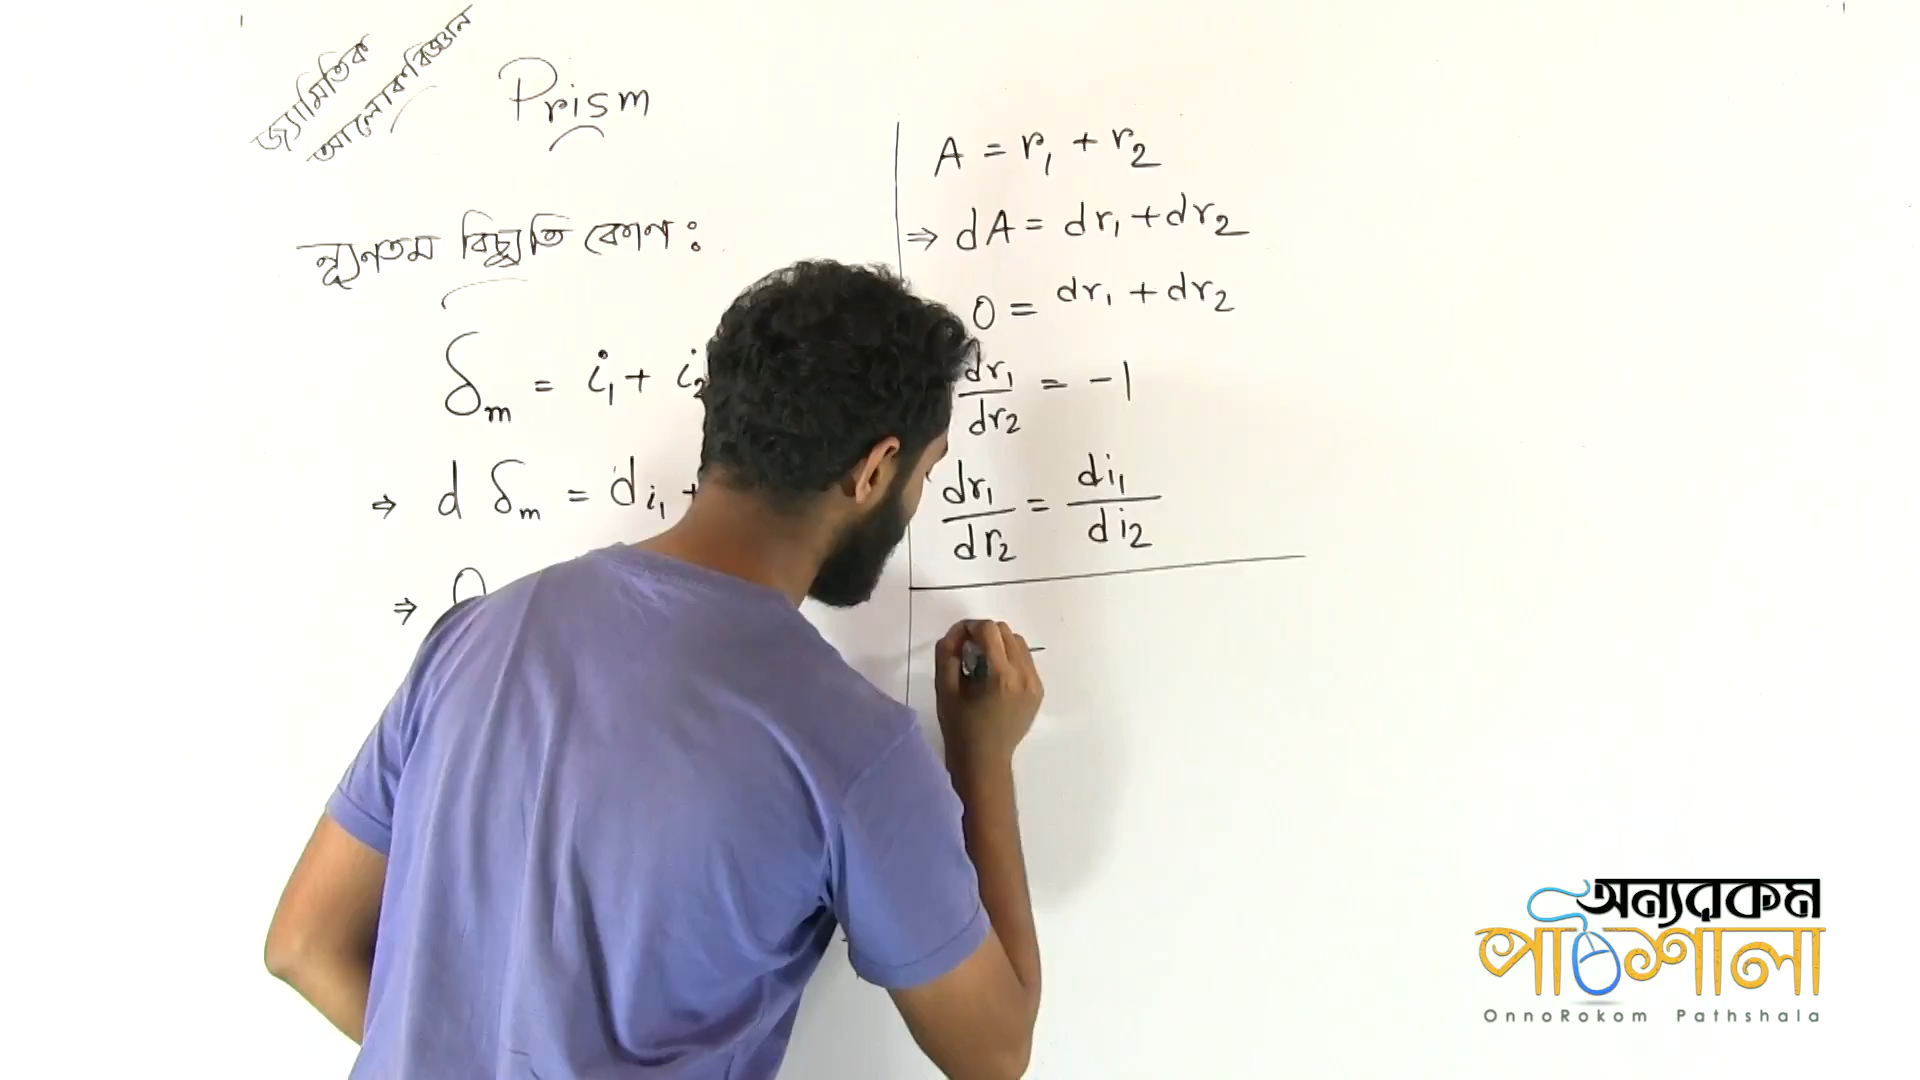 জ্যামিতিক
আলোকবিজ্ঞান
Prism
ন্যূনতম বিচ্যুতি কোণ :
δm = i1 + i2
⇒ d δm = di1 +
⇒ 0
A = r1 + r2
⇒ dA = dr1 + dr2
0 = dr1 + dr2
dr1/dr2 = -1
dr1/dr2 = di1/di2
অন্যরকম
পাঠশালা
OnnoRokom Pathshala